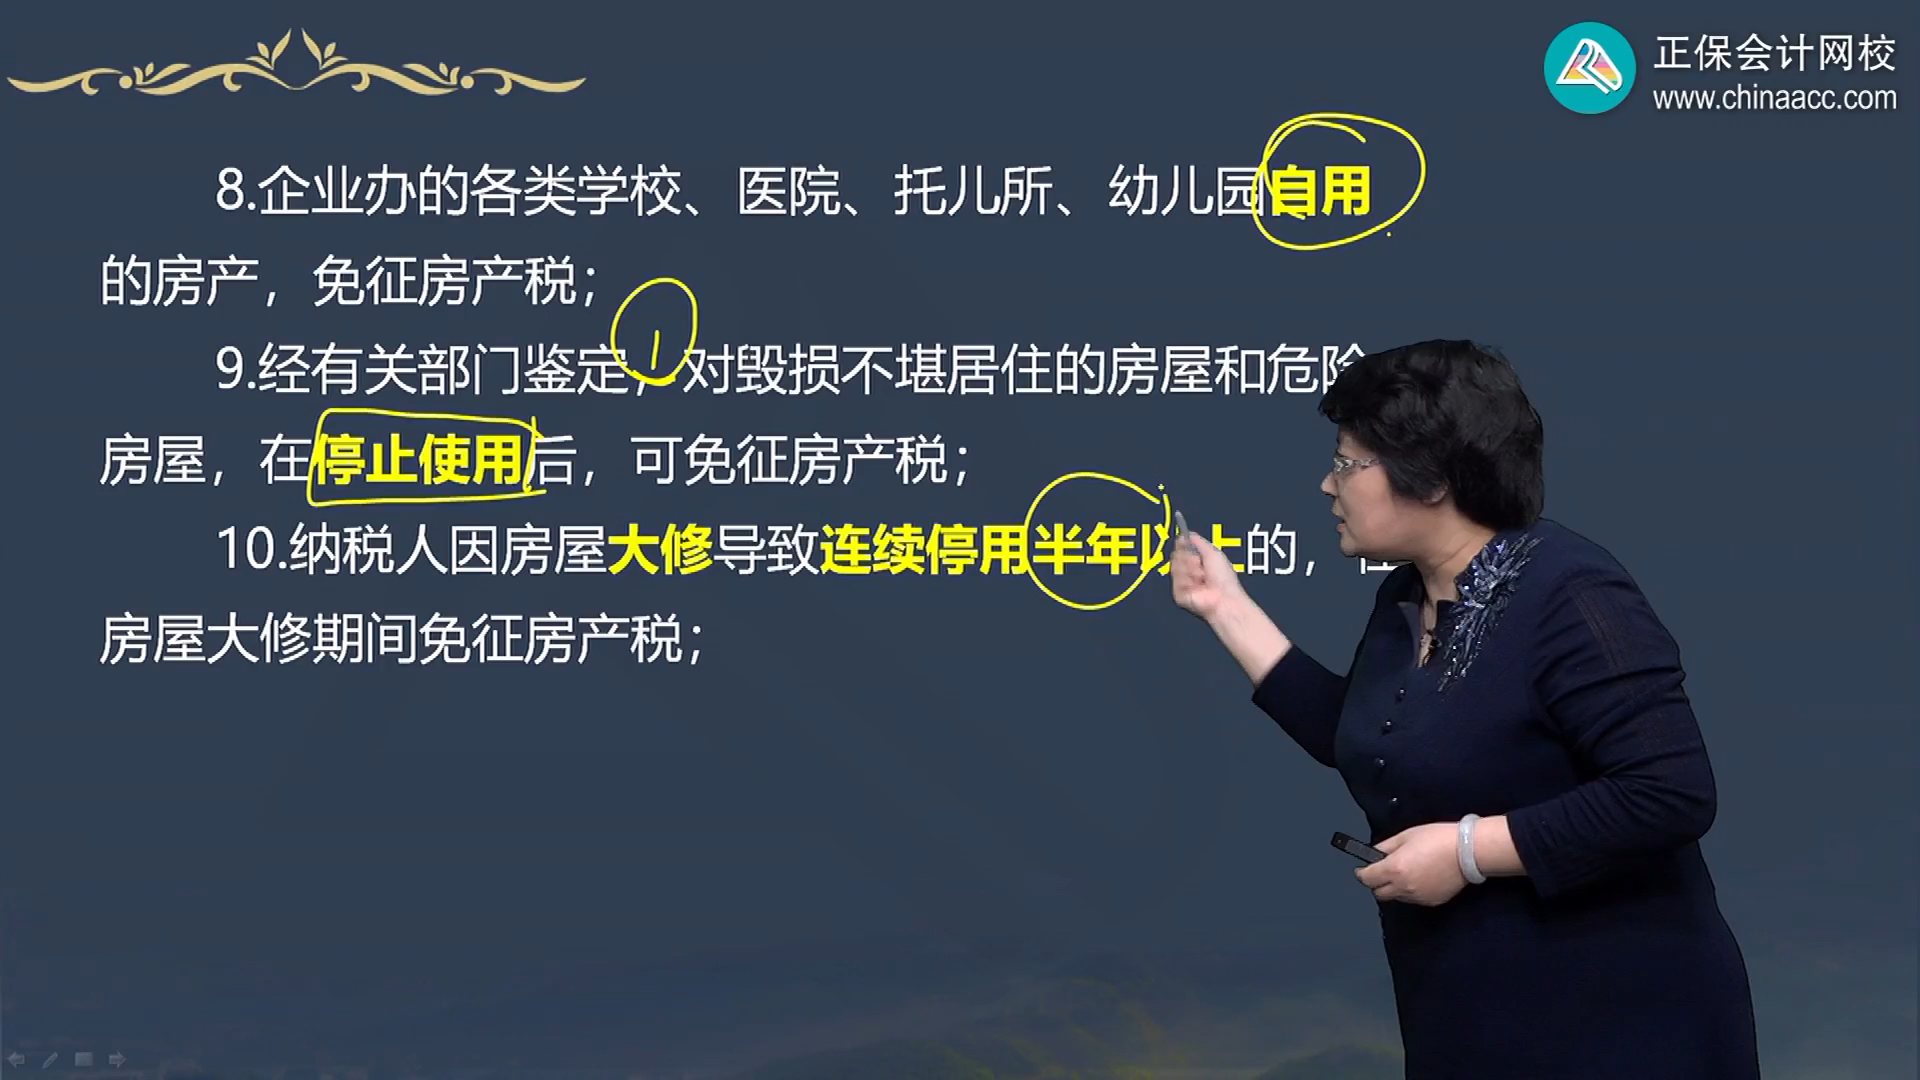 正保会计网校
www.chinaacc.com
8.企业办的各类学校、医院、托儿所、幼儿园自用
的房产，免征房产税；
9.经有关部门鉴定，对毁损不堪居住的房屋和危险
房屋，在停止使用后，可免征房产税；
10.纳税人因房屋大修导致连续停用半年以上的，在
房屋大修期间免征房产税；